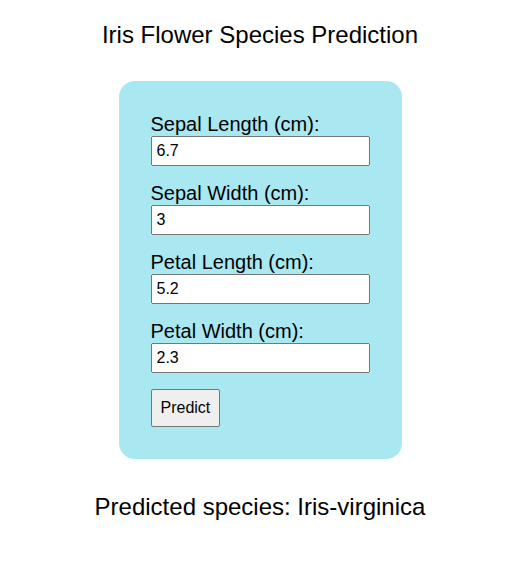 Iris Flower Species Prediction
Sepal Length (cm):
6.7
Sepal Width (cm):
3
Petal Length (cm):
5.2
Petal Width (cm):
2.3
Predict
Predicted species: Iris-virginica